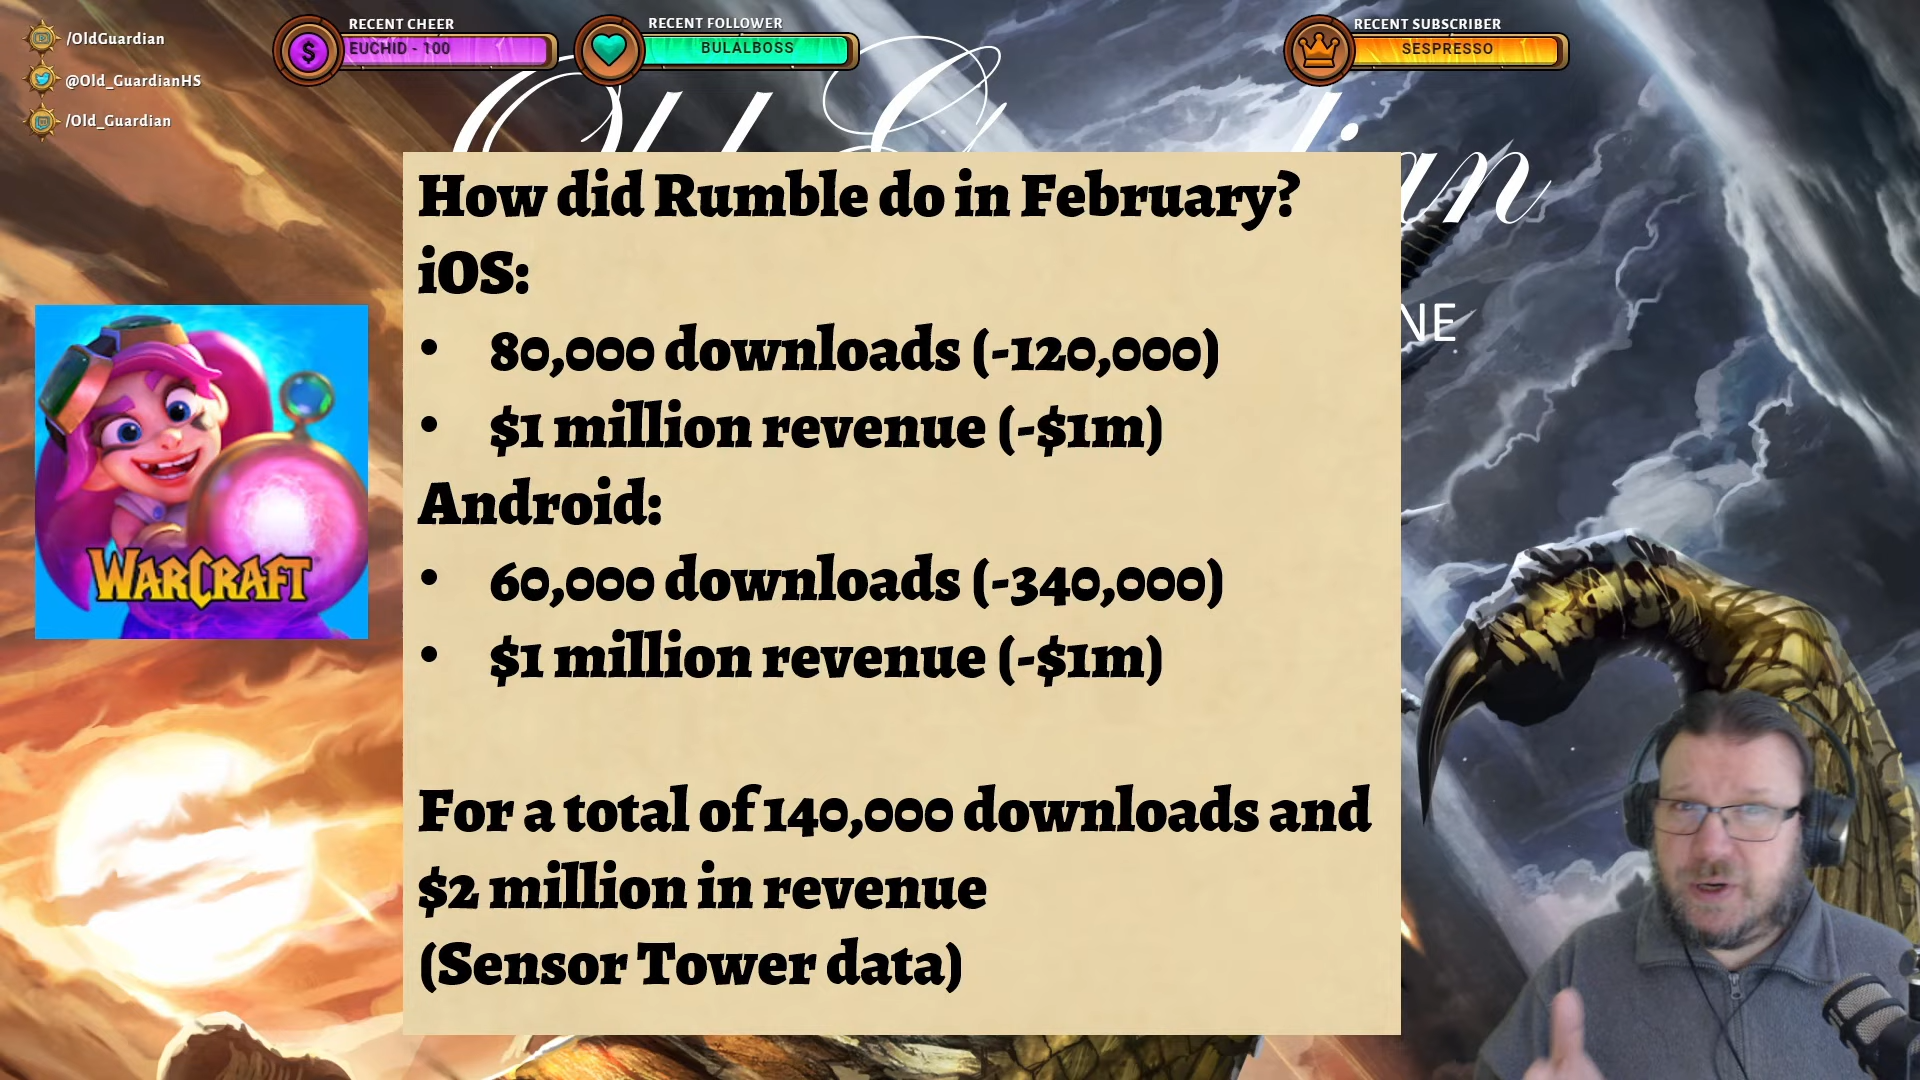 /OldGuardian
@Old_GuardianHS
/Old_Guardian
RECENT CHEER
EUCHID - 100
RECENT FOLLOWER
BULALBOSS
RECENT SUBSCRIBER
SESPRESSO
How did Rumble do in February?
iOS:
• 80,000 downloads (-120,000)
• $1 million revenue (-$1m)
Android:
• 60,000 downloads (-340,000)
• $1 million revenue (-$1m)
For a total of 140,000 downloads and
$2 million in revenue
(Sensor Tower data)
WARCRAFT